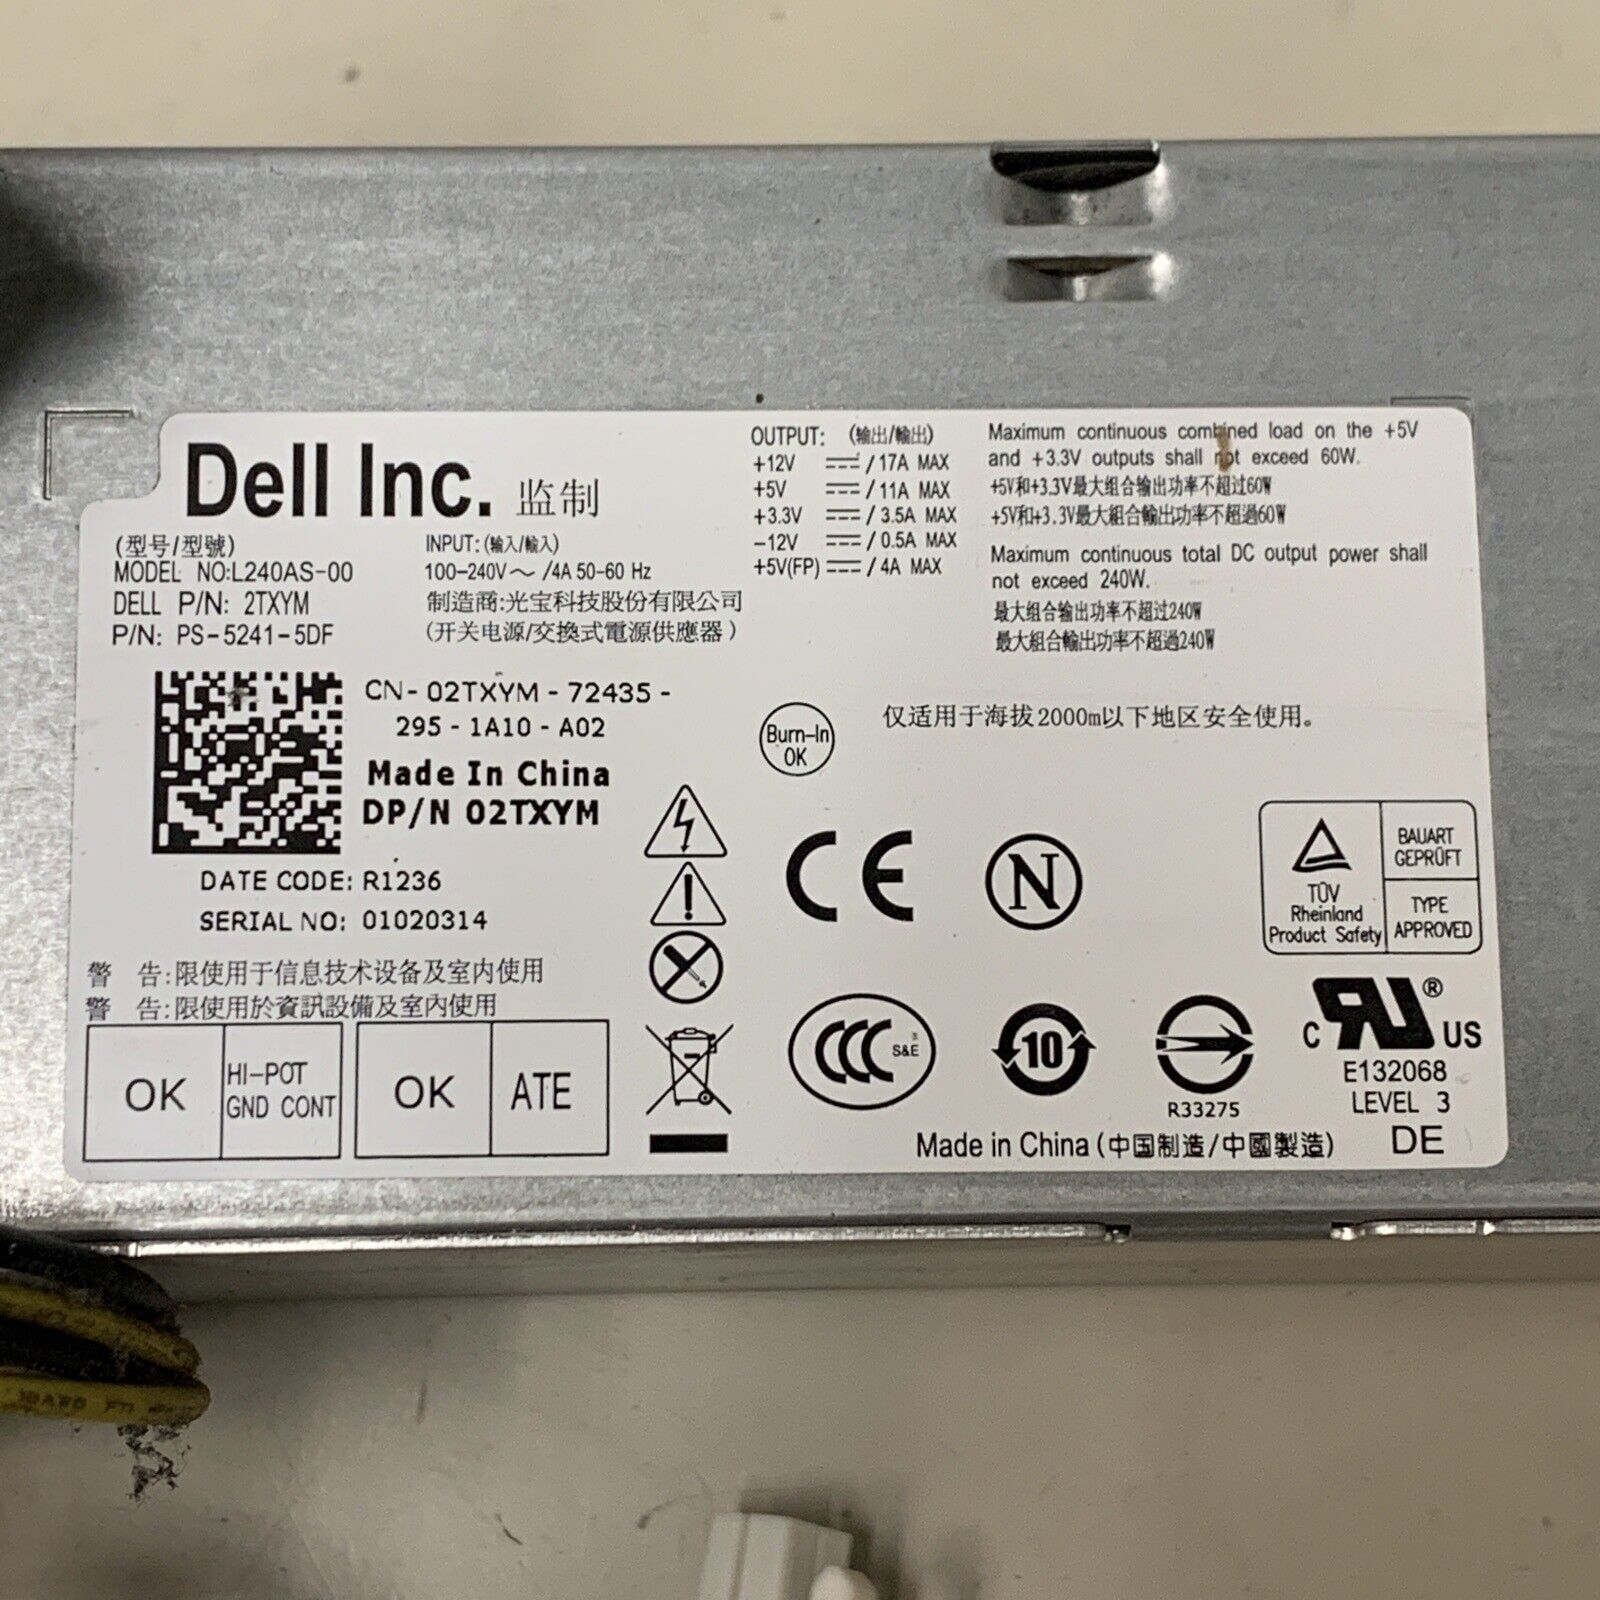 Dell Inc. 监制
(型号/型號)
MODEL NO:L240AS-00
DELL P/N: 2TXYM
P/N: PS-5241-5DF
INPUT: (输入/輸入)
100-240V～ /4A 50-60 Hz
制造商:光宝科技股份有限公司
(开关电源/交換式電源供應器)
OUTPUT: (输出/輸出)
+12V ⎓ / 17A MAX
+5V ⎓ / 11A MAX
+3.3V ⎓ / 3.5A MAX
-12V ⎓ / 0.5A MAX
+5V(FP) ⎓ / 4A MAX
Maximum continuous combined load on the +5V
and +3.3V outputs shall not exceed 60W.
+5V和+3.3V最大组合输出功率不超过60W
+5V和+3.3V最大組合輸出功率不超過60W
Maximum continuous total DC output power shall
not exceed 240W.
最大组合输出功率不超过240W
最大組合輸出功率不超過240W
CN- 02TXYM - 72435 -
295 - 1A10 - A02
Made In China
DP/N 02TXYM
DATE CODE: R1236
SERIAL NO: 01020314
Burn-In
OK
仅适用于海拔2000m以下地区安全使用。
警 告:限使用于信息技术设备及室内使用
警 告:限使用於資訊設備及室內使用
OK
HI-POT
GND CONT
OK
ATE
CE
N
TÜV
Rheinland
Product Safety
BAUART
GEPRÜFT
TYPE
APPROVED
CCC S&E
10
R33275
C RU ® US
E132068
LEVEL 3
Made in China (中国制造/中國製造)
DE